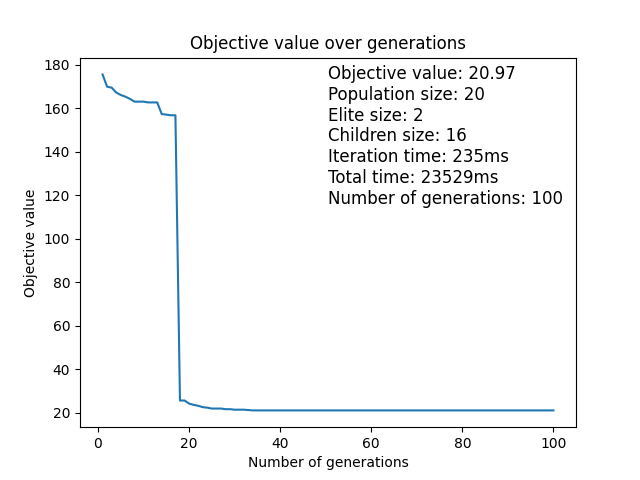 Objective value over generations
Objective value: 20.97
Population size: 20
Elite size: 2
Children size: 16
Iteration time: 235ms
Total time: 23529ms
Number of generations: 100
Objective value
180
160
140
120
100
80
60
40
20
0 20 40 60 80 100
Number of generations